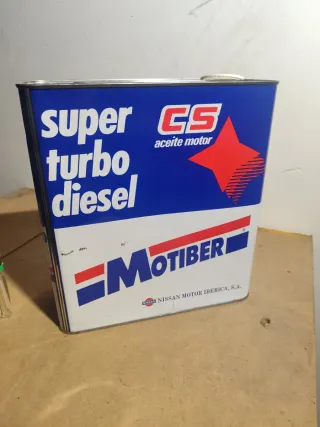 super
turbo
diesel
CS
aceite motor
MOTIBER
NISSAN MOTOR IBERICA, S.A.